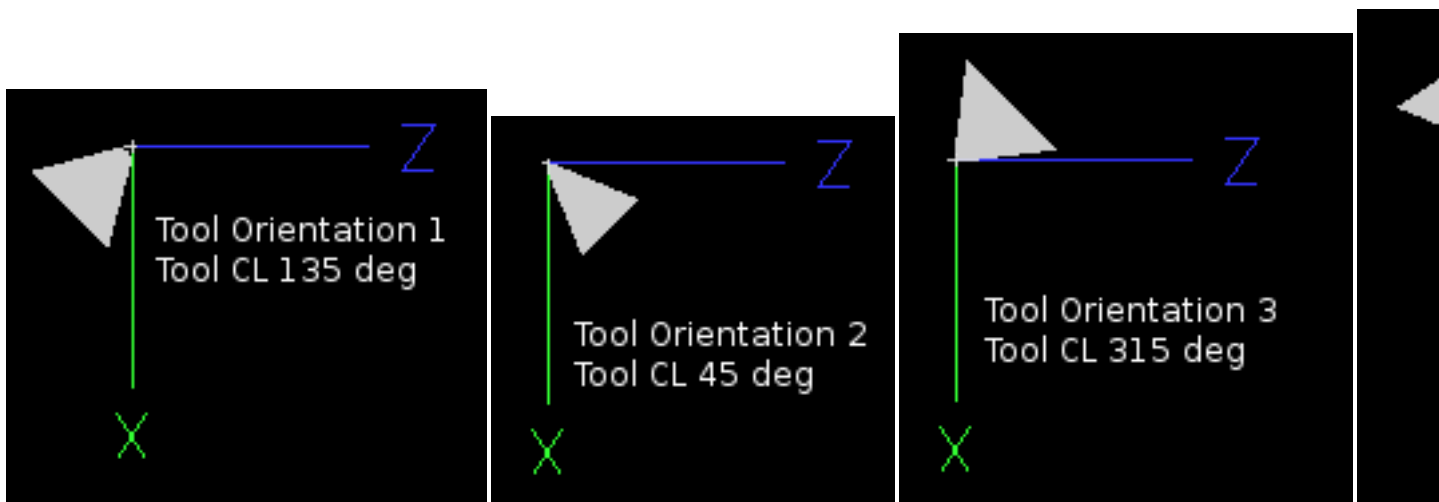 Z
Tool Orientation 1
Tool CL 135 deg
X
Z
Tool Orientation 2
Tool CL 45 deg
X
Z
Tool Orientation 3
Tool CL 315 deg
X